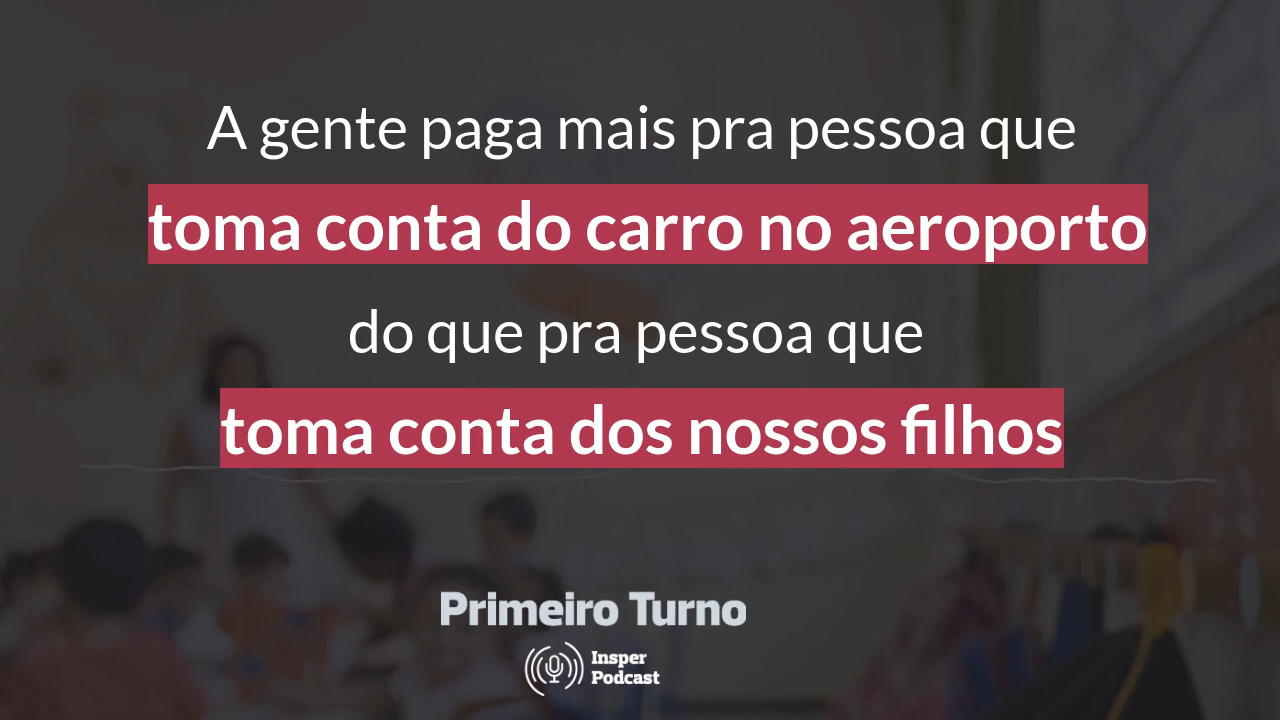 A gente paga mais pra pessoa que
toma conta do carro no aeroporto
do que pra pessoa que
toma conta dos nossos filhos
Primeiro Turno
Insper
Podcast